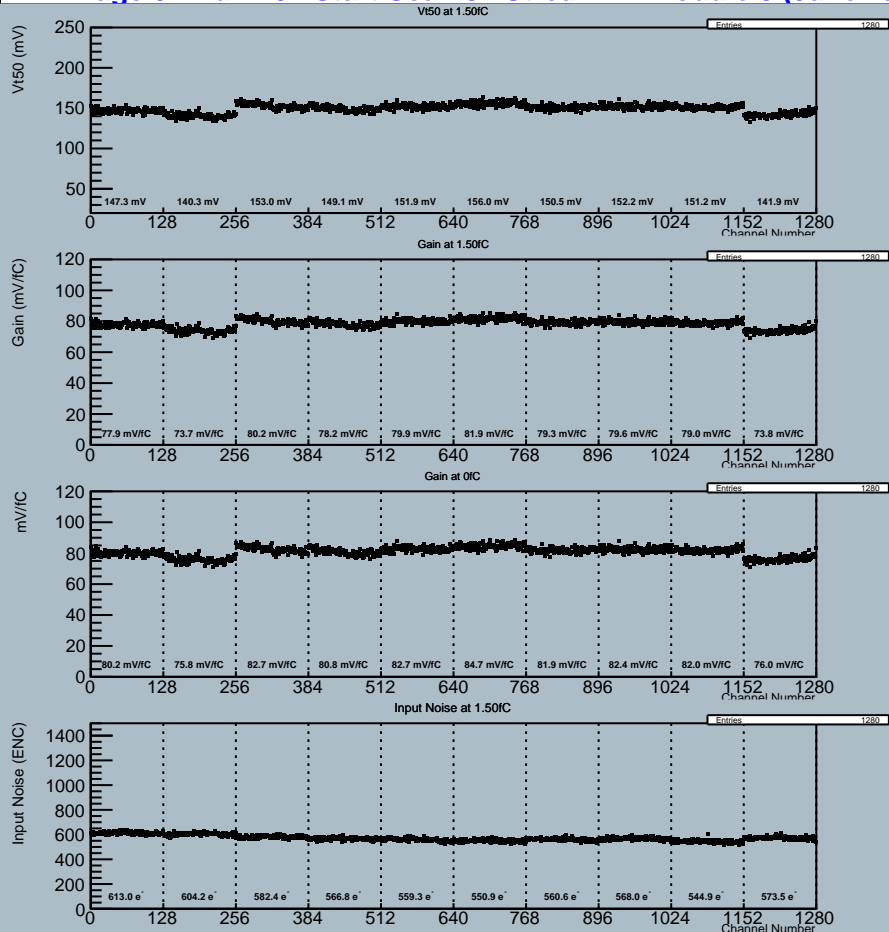 Vt50 at 1.50fC
Entries 1280
Vt50 (mV)
250
200
150
100
50
147.3 mV 140.3 mV 153.0 mV 149.1 mV 151.9 mV 156.0 mV 150.5 mV 152.2 mV 151.2 mV 141.9 mV
0 128 256 384 512 640 768 896 1024 1152 1280
Channel Number
Gain at 1.50fC
Entries 1280
Gain (mV/fC)
120
100
80
60
40
20
0
77.9 mV/fC 73.7 mV/fC 80.2 mV/fC 78.2 mV/fC 79.9 mV/fC 81.9 mV/fC 79.3 mV/fC 79.6 mV/fC 79.0 mV/fC 73.8 mV/fC
0 128 256 384 512 640 768 896 1024 1152 1280
Channel Number
Gain at 0fC
Entries 1280
mV/fC
120
100
80
60
40
20
0
80.2 mV/fC 75.8 mV/fC 82.7 mV/fC 80.8 mV/fC 82.7 mV/fC 84.7 mV/fC 81.9 mV/fC 82.4 mV/fC 82.0 mV/fC 76.0 mV/fC
0 128 256 384 512 640 768 896 1024 1152 1280
Channel Number
Input Noise at 1.50fC
Entries 1280
Input Noise (ENC)
1400
1200
1000
800
600
400
200
0
613.0 e⁻ 604.2 e⁻ 582.4 e⁻ 566.8 e⁻ 559.3 e⁻ 550.9 e⁻ 560.6 e⁻ 568.0 e⁻ 544.9 e⁻ 573.5 e⁻
0 128 256 384 512 640 768 896 1024 1152 1280
Channel Number